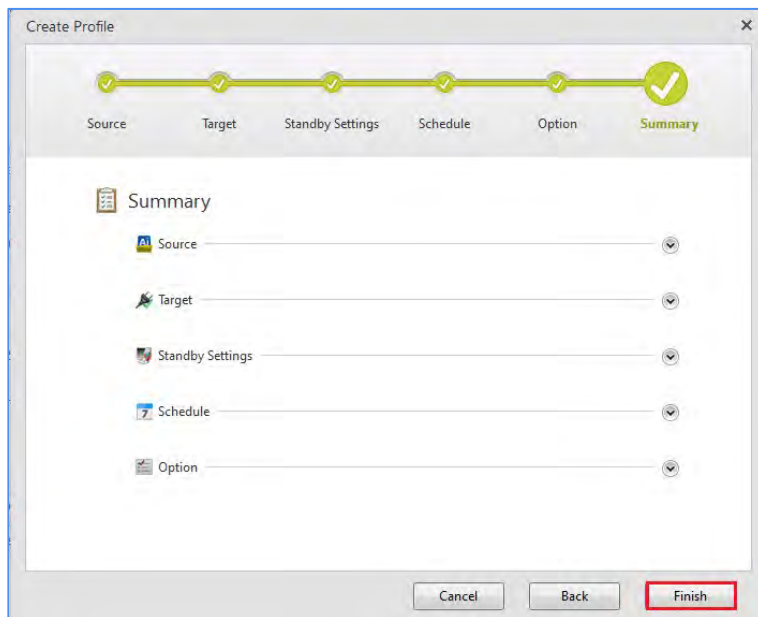 Create Profile
Source Target Standby Settings Schedule Option Summary
Summary
Source
Target
Standby Settings
7 Schedule
Option
Cancel Back Finish